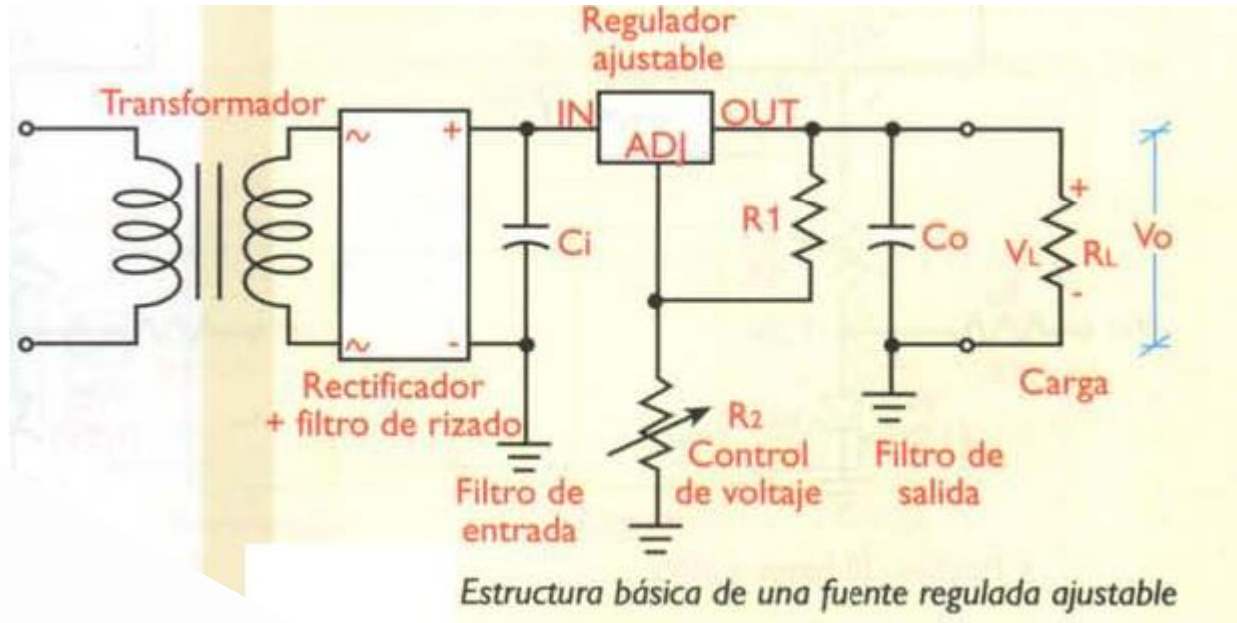 Regulador
ajustable
Transformador
IN
OUT
ADJ
~
+
~
-
Ci
R1
Co
+
VL
RL
-
Vo
Rectificador
+ filtro de rizado
Filtro de
entrada
R2
Control
de voltaje
Filtro de
salida
Carga
Estructura básica de una fuente regulada ajustable